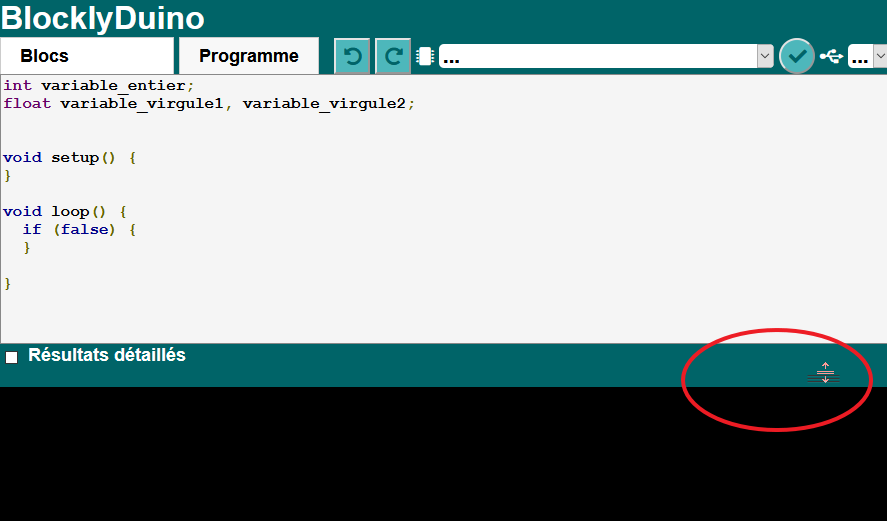 BlocklyDuino
Blocs Programme ... ...
int variable_entier;
float variable_virgule1, variable_virgule2;
void setup() {
}
void loop() {
  if (false) {
  }
}
Résultats détaillés